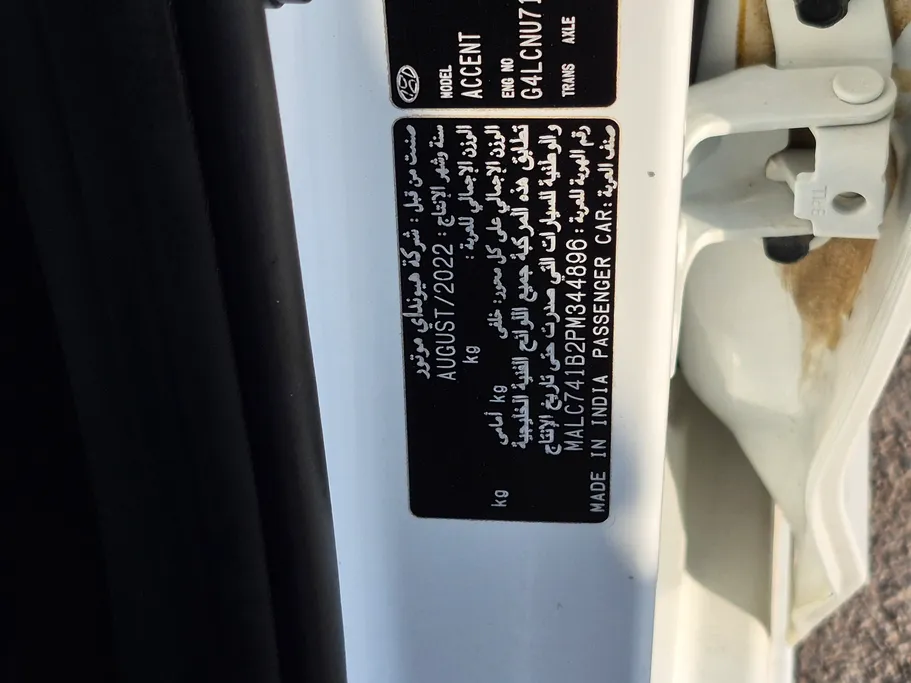 MODEL
ACCENT
ENG NO
G4LCNU71
TRANS AXLE
صنعت من قبل : شركة هيونداي موتور
سنة وشهر الإنتاج : AUGUST/2022
الوزن الإجمالي للعربة : kg
الوزن الإجمالي على كل محور: خلفى kg أمامى kg
تطابق هذه المركبة جميع اللوائح الفنية الخليجية
والوطنية للسيارات التي صدرت حتى تاريخ الإنتاج
رقم الهوية للعربة : MALC741B2PM344896
صنف العربة : MADE IN INDIA PASSENGER CAR